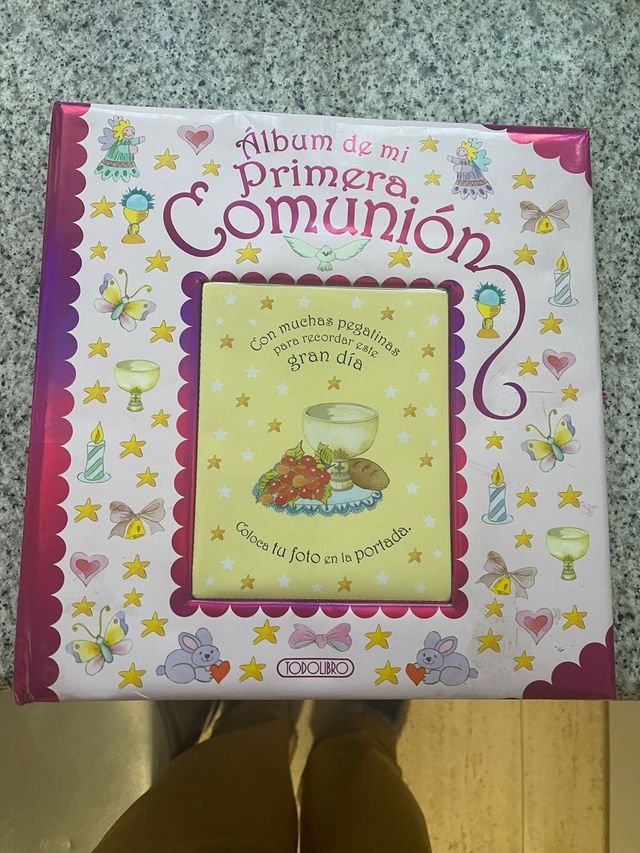 Álbum de mi
Primera
Comunión
Con muchas pegatinas
para recordar este
gran día
Coloca tu foto en la portada.
TODOLIBRO